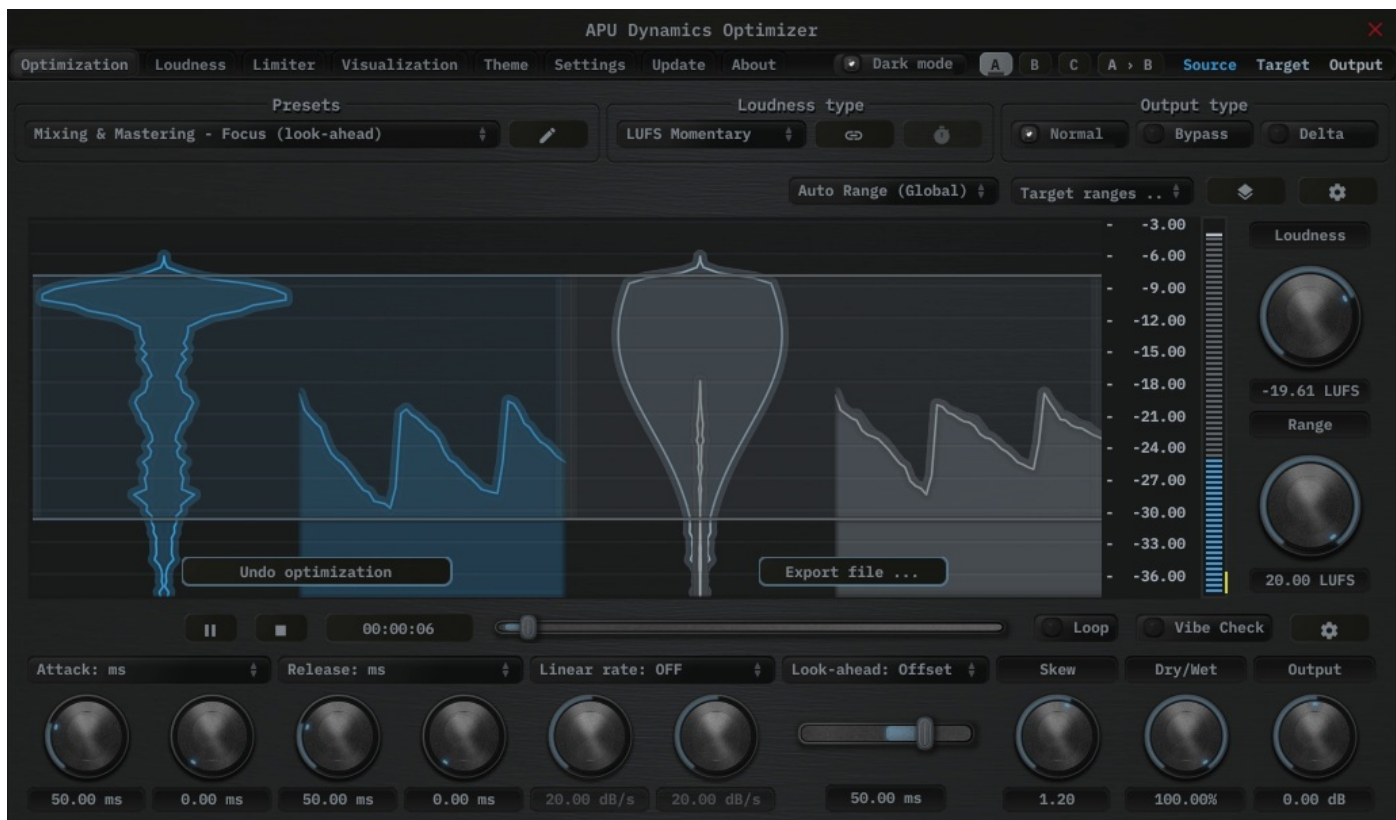 APU Dynamics Optimizer
Optimization Loudness Limiter Visualization Theme Settings Update About Dark mode A B C A › B Source Target Output
Presets Loudness type Output type
Mixing & Mastering - Focus (look-ahead) LUFS Momentary Normal Bypass Delta
Auto Range (Global) Target ranges ..
-3.00
Loudness
-6.00
-9.00
-12.00
-15.00
-18.00
-19.61 LUFS
-21.00
Range
-24.00
-27.00
-30.00
-33.00
Undo optimization Export file ... -36.00 20.00 LUFS
00:00:06 Loop Vibe Check
Attack: ms Release: ms Linear rate: OFF Look-ahead: Offset Skew Dry/Wet Output
50.00 ms 0.00 ms 50.00 ms 0.00 ms 20.00 dB/s 20.00 dB/s 50.00 ms 1.20 100.00% 0.00 dB